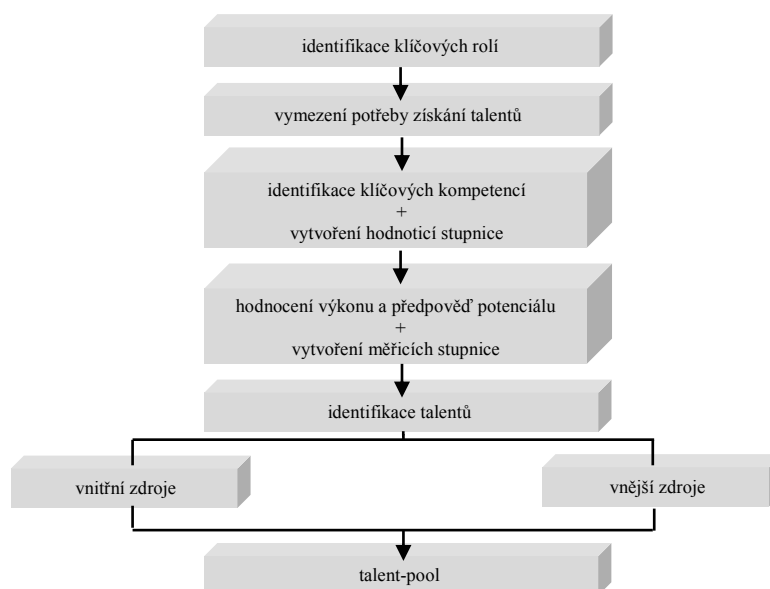 identifikace klíčových rolí
vymezení potřeby získání talentů
identifikace klíčových kompetencí
+
vytvoření hodnoticí stupnice
hodnocení výkonu a předpověď potenciálu
+
vytvoření měřicích stupnice
identifikace talentů
vnitřní zdroje
vnější zdroje
talent-pool